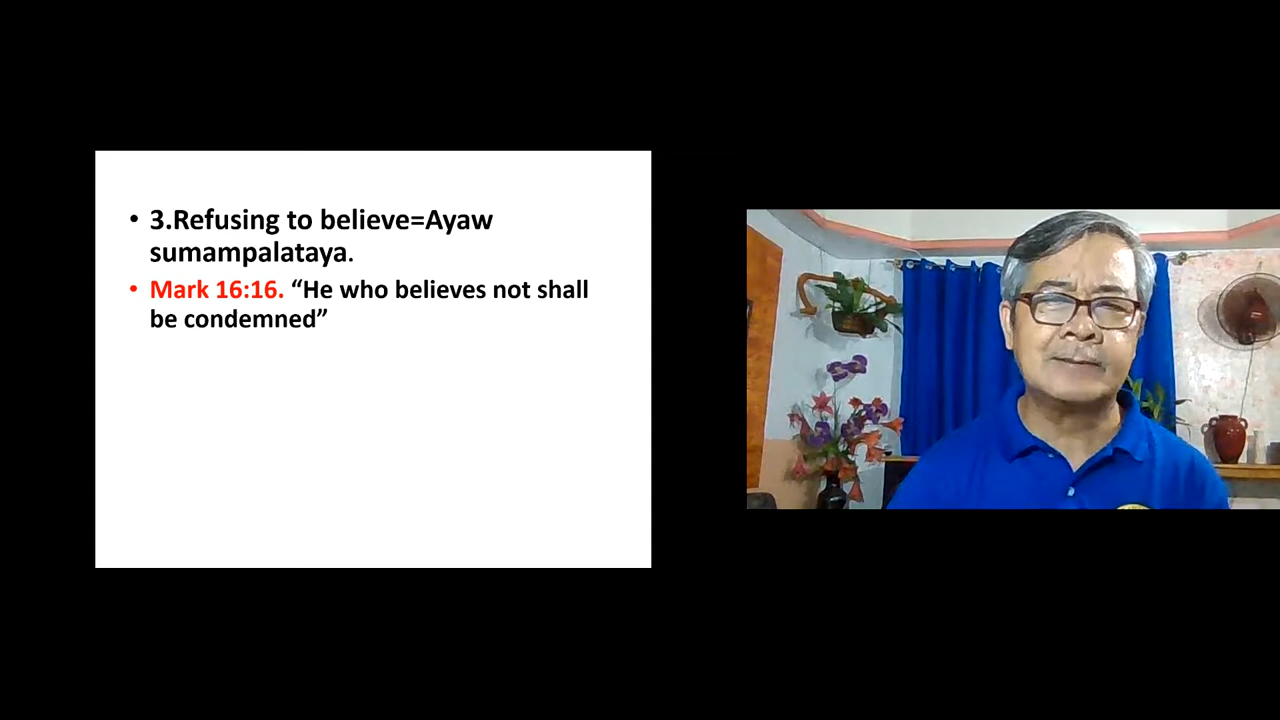 • 3.Refusing to believe=Ayaw
sumampalataya.
• Mark 16:16. “He who believes not shall
be condemned”